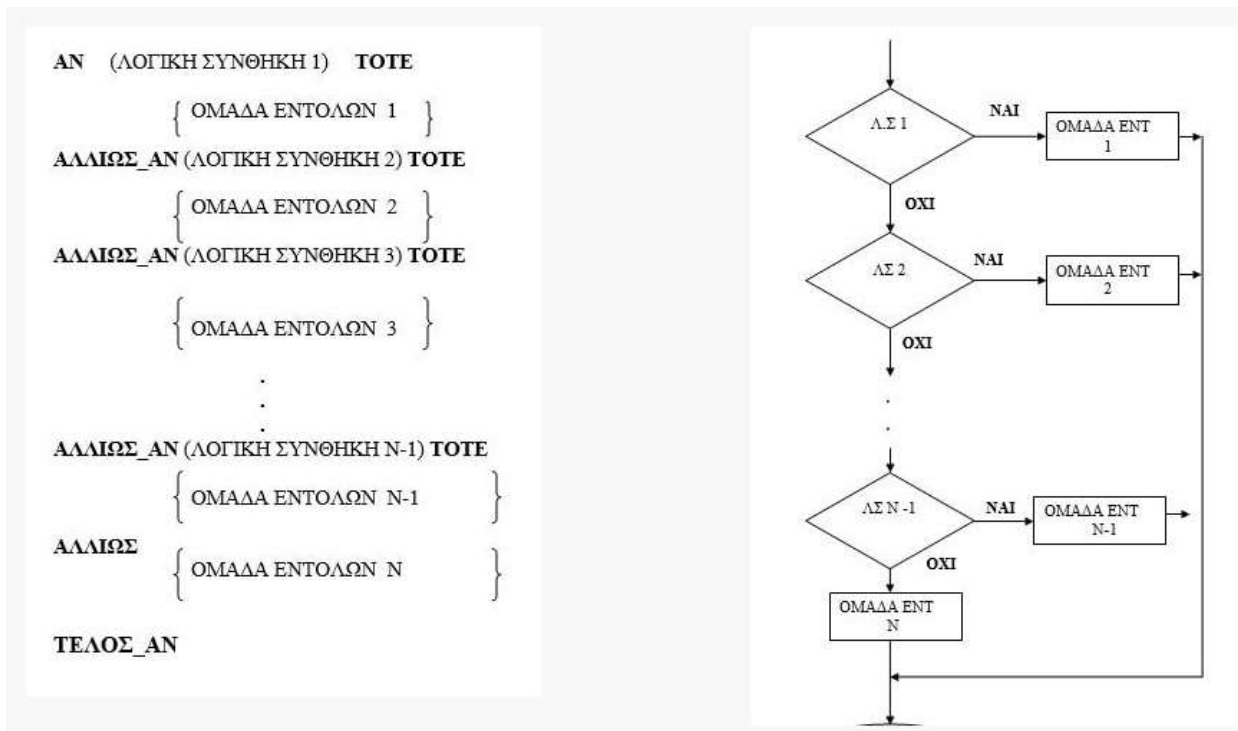 ΑΝ (ΛΟΓΙΚΗ ΣΥΝΘΗΚΗ 1) ΤΟΤΕ
{ ΟΜΑΔΑ ΕΝΤΟΛΩΝ 1 }
ΑΛΛΙΩΣ_ΑΝ (ΛΟΓΙΚΗ ΣΥΝΘΗΚΗ 2) ΤΟΤΕ
{ ΟΜΑΔΑ ΕΝΤΟΛΩΝ 2 }
ΑΛΛΙΩΣ_ΑΝ (ΛΟΓΙΚΗ ΣΥΝΘΗΚΗ 3) ΤΟΤΕ
{ ΟΜΑΔΑ ΕΝΤΟΛΩΝ 3 }
.
.
.
ΑΛΛΙΩΣ_ΑΝ (ΛΟΓΙΚΗ ΣΥΝΘΗΚΗ Ν-1) ΤΟΤΕ
{ ΟΜΑΔΑ ΕΝΤΟΛΩΝ Ν-1 }
ΑΛΛΙΩΣ
{ ΟΜΑΔΑ ΕΝΤΟΛΩΝ Ν }
ΤΕΛΟΣ_ΑΝ
Λ.Σ 1
ΝΑΙ
ΟΜΑΔΑ ΕΝΤ
1
ΟΧΙ
ΛΣ 2
ΝΑΙ
ΟΜΑΔΑ ΕΝΤ
2
ΟΧΙ
.
.
ΛΣ Ν -1
ΝΑΙ
ΟΜΑΔΑ ΕΝΤ
Ν-1
ΟΧΙ
ΟΜΑΔΑ ΕΝΤ
Ν